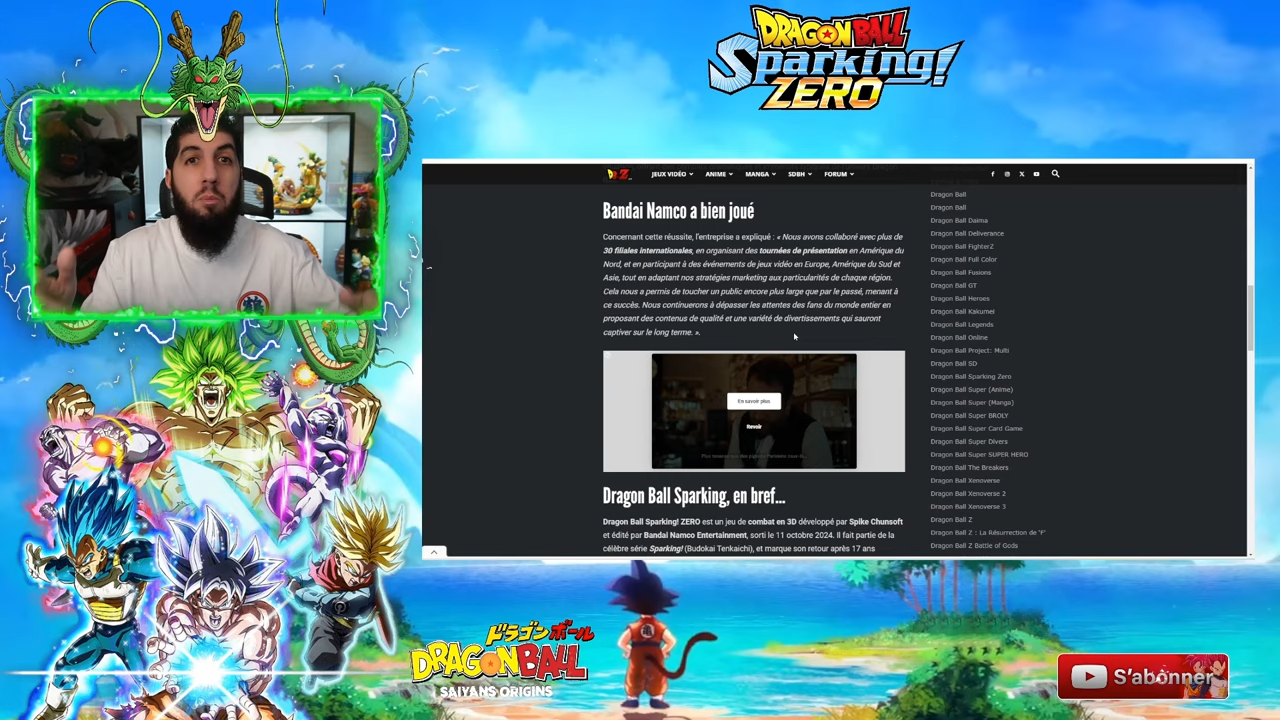 DRAGON BALL
Sparking!
ZERO
JEUX VIDÉO
ANIME
MANGA
SDBH
FORUM
Bandai Namco a bien joué
Concernant cette réussite, l'entreprise a expliqué : « Nous avons collaboré avec plus de
30 filiales internationales, en organisant des tournées de présentation en Amérique du
Nord, et en participant à des événements de jeux vidéo en Europe, Amérique du Sud et
Asie, tout en adaptant nos stratégies marketing aux particularités de chaque région.
Cela nous a permis de toucher un public encore plus large que par le passé, menant à
ce succès. Nous continuerons à dépasser les attentes des fans du monde entier en
proposant des contenus de qualité et une variété de divertissements qui sauront
captiver sur le long terme. ».
En savoir plus
Revoir
Dragon Ball Sparking, en bref...
Dragon Ball Sparking! ZERO est un jeu de combat en 3D développé par Spike Chunsoft
et édité par Bandai Namco Entertainment, sorti le 11 octobre 2024. Il fait partie de la
célèbre série Sparking! (Budokai Tenkaichi), et marque son retour après 17 ans
Dragon Ball
Dragon Ball
Dragon Ball Daima
Dragon Ball Deliverance
Dragon Ball FighterZ
Dragon Ball Full Color
Dragon Ball Fusions
Dragon Ball GT
Dragon Ball Heroes
Dragon Ball Kakumei
Dragon Ball Legends
Dragon Ball Online
Dragon Ball Project: Multi
Dragon Ball SD
Dragon Ball Sparking Zero
Dragon Ball Super (Anime)
Dragon Ball Super (Manga)
Dragon Ball Super BROLY
Dragon Ball Super Card Game
Dragon Ball Super Divers
Dragon Ball Super SUPER HERO
Dragon Ball The Breakers
Dragon Ball Xenoverse
Dragon Ball Xenoverse 2
Dragon Ball Xenoverse 3
Dragon Ball Z
Dragon Ball Z : La Résurrection de 'F'
Dragon Ball Z Battle of Gods
ドラゴンボール
DRAGON BALL
SAIYANS ORIGINS
S'abonner